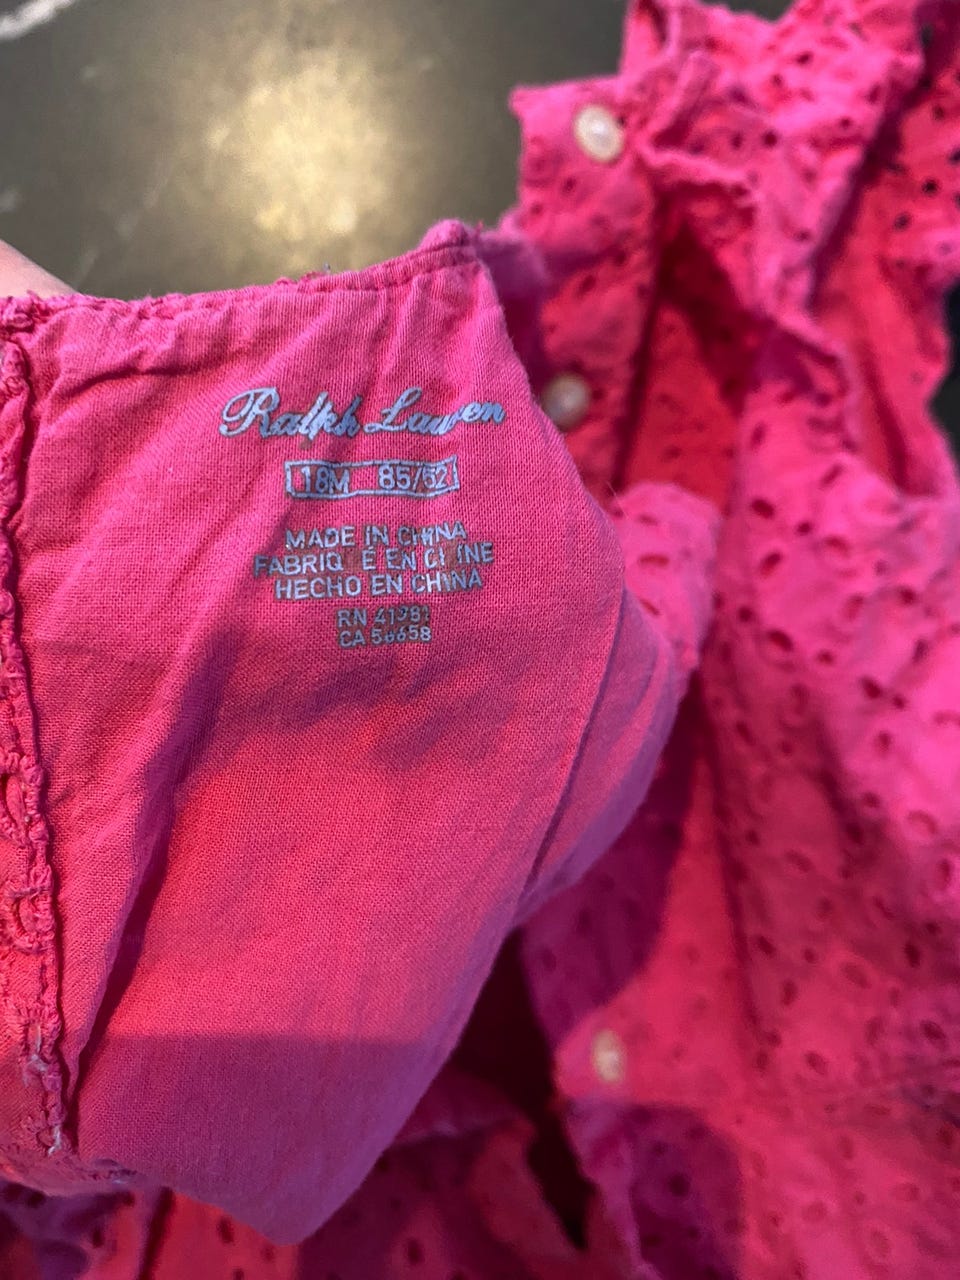 Ralph Lauren
18M 85/52
MADE IN CHINA
FABRIQUÉ EN CHINE
HECHO EN CHINA
RN 41381
CA 56658